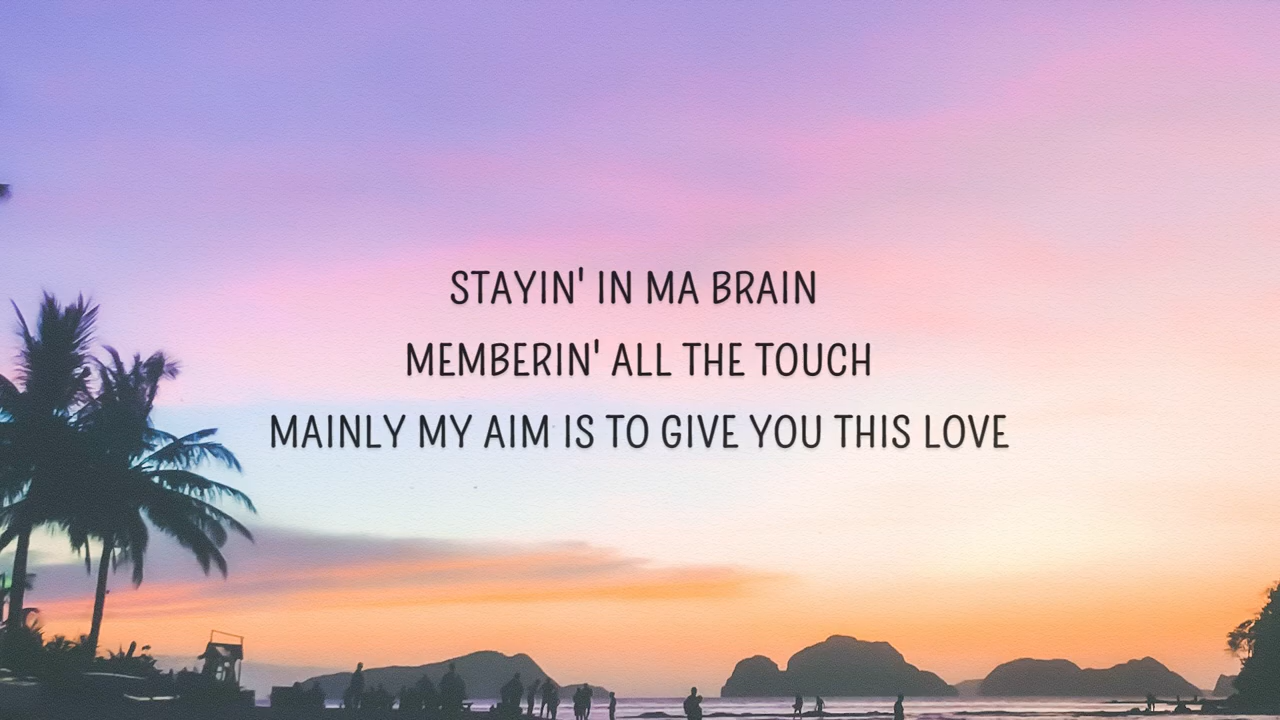 STAYIN' IN MA BRAIN
MEMBERIN' ALL THE TOUCH
MAINLY MY AIM IS TO GIVE YOU THIS LOVE